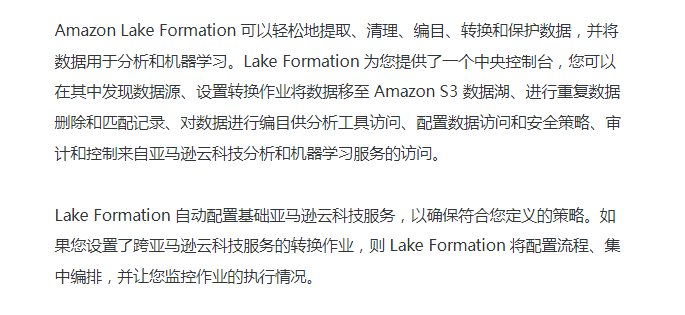 Amazon Lake Formation 可以轻松地提取、清理、编目、转换和保护数据，并将
数据用于分析和机器学习。Lake Formation 为您提供了一个中央控制台，您可以
在其中发现数据源、设置转换作业将数据移至 Amazon S3 数据湖、进行重复数据
删除和匹配记录、对数据进行编目供分析工具访问、配置数据访问和安全策略、审
计和控制来自亚马逊云科技分析和机器学习服务的访问。
Lake Formation 自动配置基础亚马逊云科技服务，以确保符合您定义的策略。如
果您设置了跨亚马逊云科技服务的转换作业，则 Lake Formation 将配置流程、集
中编排，并让您监控作业的执行情况。